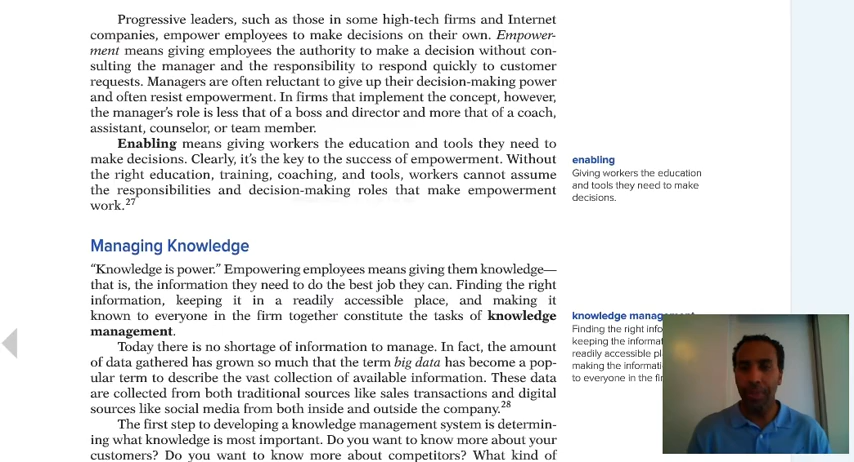 Progressive leaders, such as those in some high-tech firms and Internet
companies, empower employees to make decisions on their own. Empower-
ment means giving employees the authority to make a decision without con-
sulting the manager and the responsibility to respond quickly to customer
requests. Managers are often reluctant to give up their decision-making power
and often resist empowerment. In firms that implement the concept, however,
the manager's role is less that of a boss and director and more that of a coach,
assistant, counselor, or team member.
Enabling means giving workers the education and tools they need to
make decisions. Clearly, it's the key to the success of empowerment. Without
the right education, training, coaching, and tools, workers cannot assume
the responsibilities and decision-making roles that make empowerment
work.27
enabling
Giving workers the education
and tools they need to make
decisions.
Managing Knowledge
“Knowledge is power.” Empowering employees means giving them knowledge—
that is, the information they need to do the best job they can. Finding the right
information, keeping it in a readily accessible place, and making it
known to everyone in the firm together constitute the tasks of knowledge
management.
Today there is no shortage of information to manage. In fact, the amount
of data gathered has grown so much that the term big data has become a pop-
ular term to describe the vast collection of available information. These data
are collected from both traditional sources like sales transactions and digital
sources like social media from both inside and outside the company.28
The first step to developing a knowledge management system is determin-
ing what knowledge is most important. Do you want to know more about your
customers? Do you want to know more about competitors? What kind of
knowledge
Finding the right
keeping the
readily accessible
making the
to everyone in the